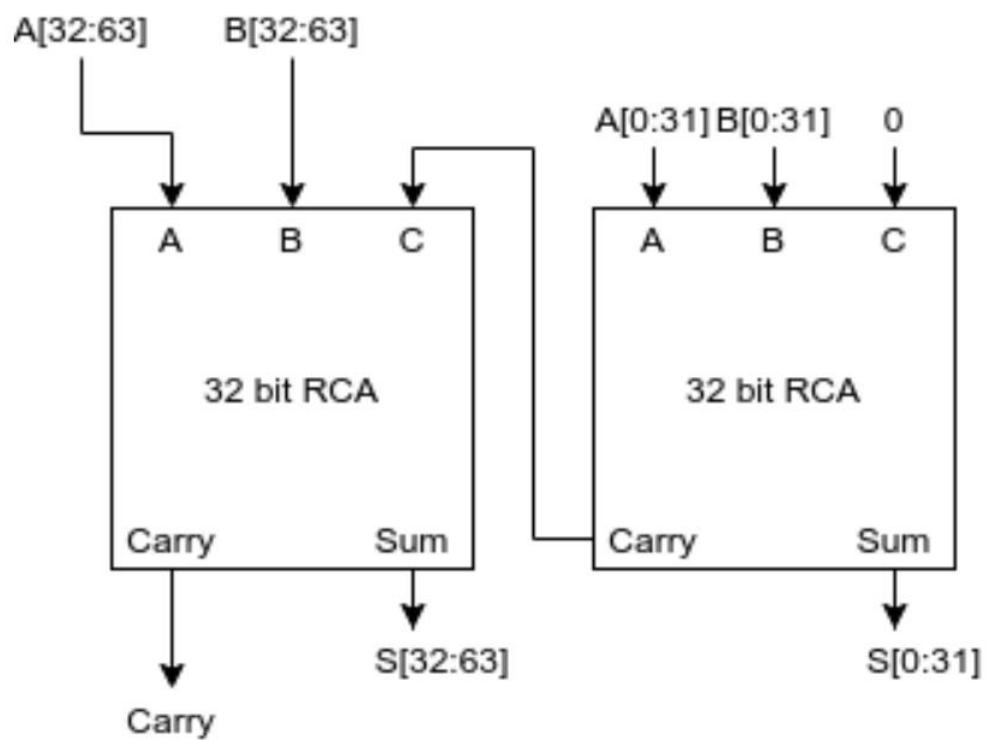 A[32:63] B[32:63]
A[0:31] B[0:31] 0
A B C
A B C
32 bit RCA
32 bit RCA
Carry Sum
Carry Sum
S[32:63]
S[0:31]
Carry